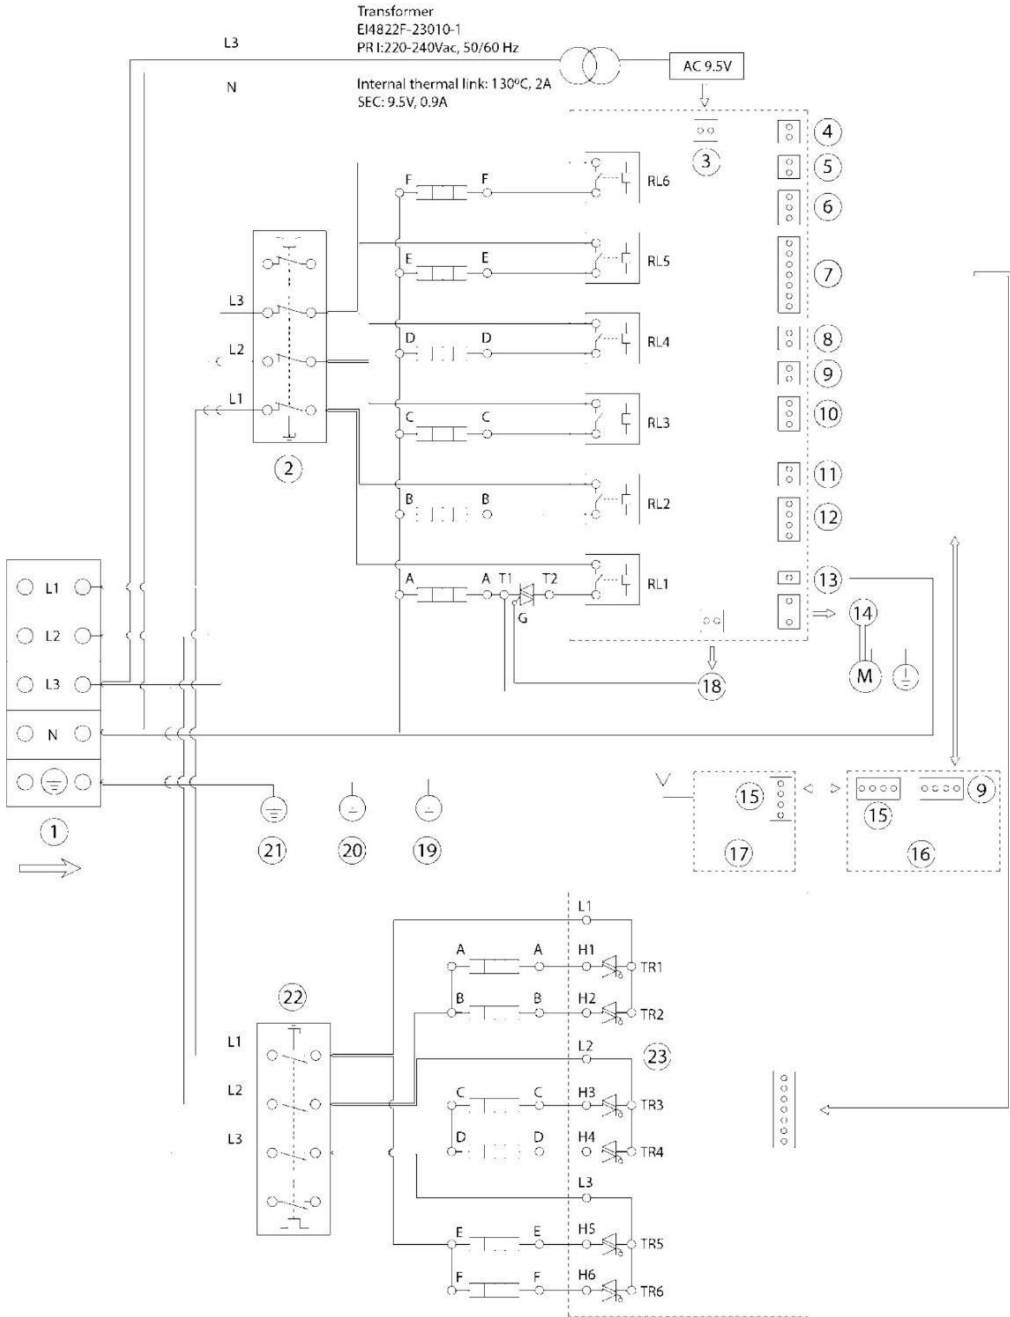 Transformer
EI4822F-23010-1
PRI:220-240Vac, 50/60 Hz
L3
AC 9.5V
N
Internal thermal link: 130ºC, 2A
SEC: 9.5V, 0.9A
3
4
5
6
7
8
9
10
11
12
13
14
F F RL6
E E RL5
L3
D D RL4
L2
L1
C C RL3
2
B B RL2
A A T1 T2 RL1
G
18
M
L1
L2
L3
N
1
21
20
19
15
17
15
9
16
L1
A A H1 TR1
B B H2 TR2
22
L1
L2
L3
L2
23
C C H3 TR3
D D H4 TR4
L3
E E H5 TR5
F F H6 TR6